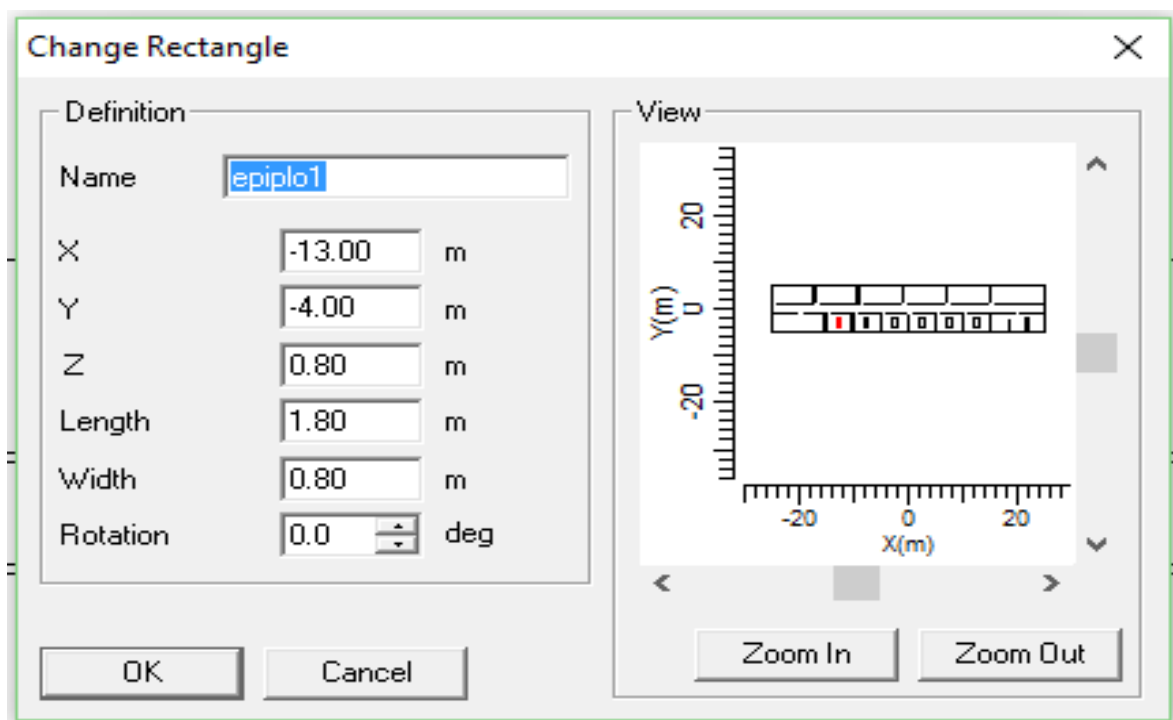 Change Rectangle
Definition
Name epiplo1
X -13.00 m
Y -4.00 m
Z 0.80 m
Length 1.80 m
Width 0.80 m
Rotation 0.0 deg
OK Cancel
View
20
0
-20
Y(m)
-20 0 20
X(m)
Zoom In Zoom Out